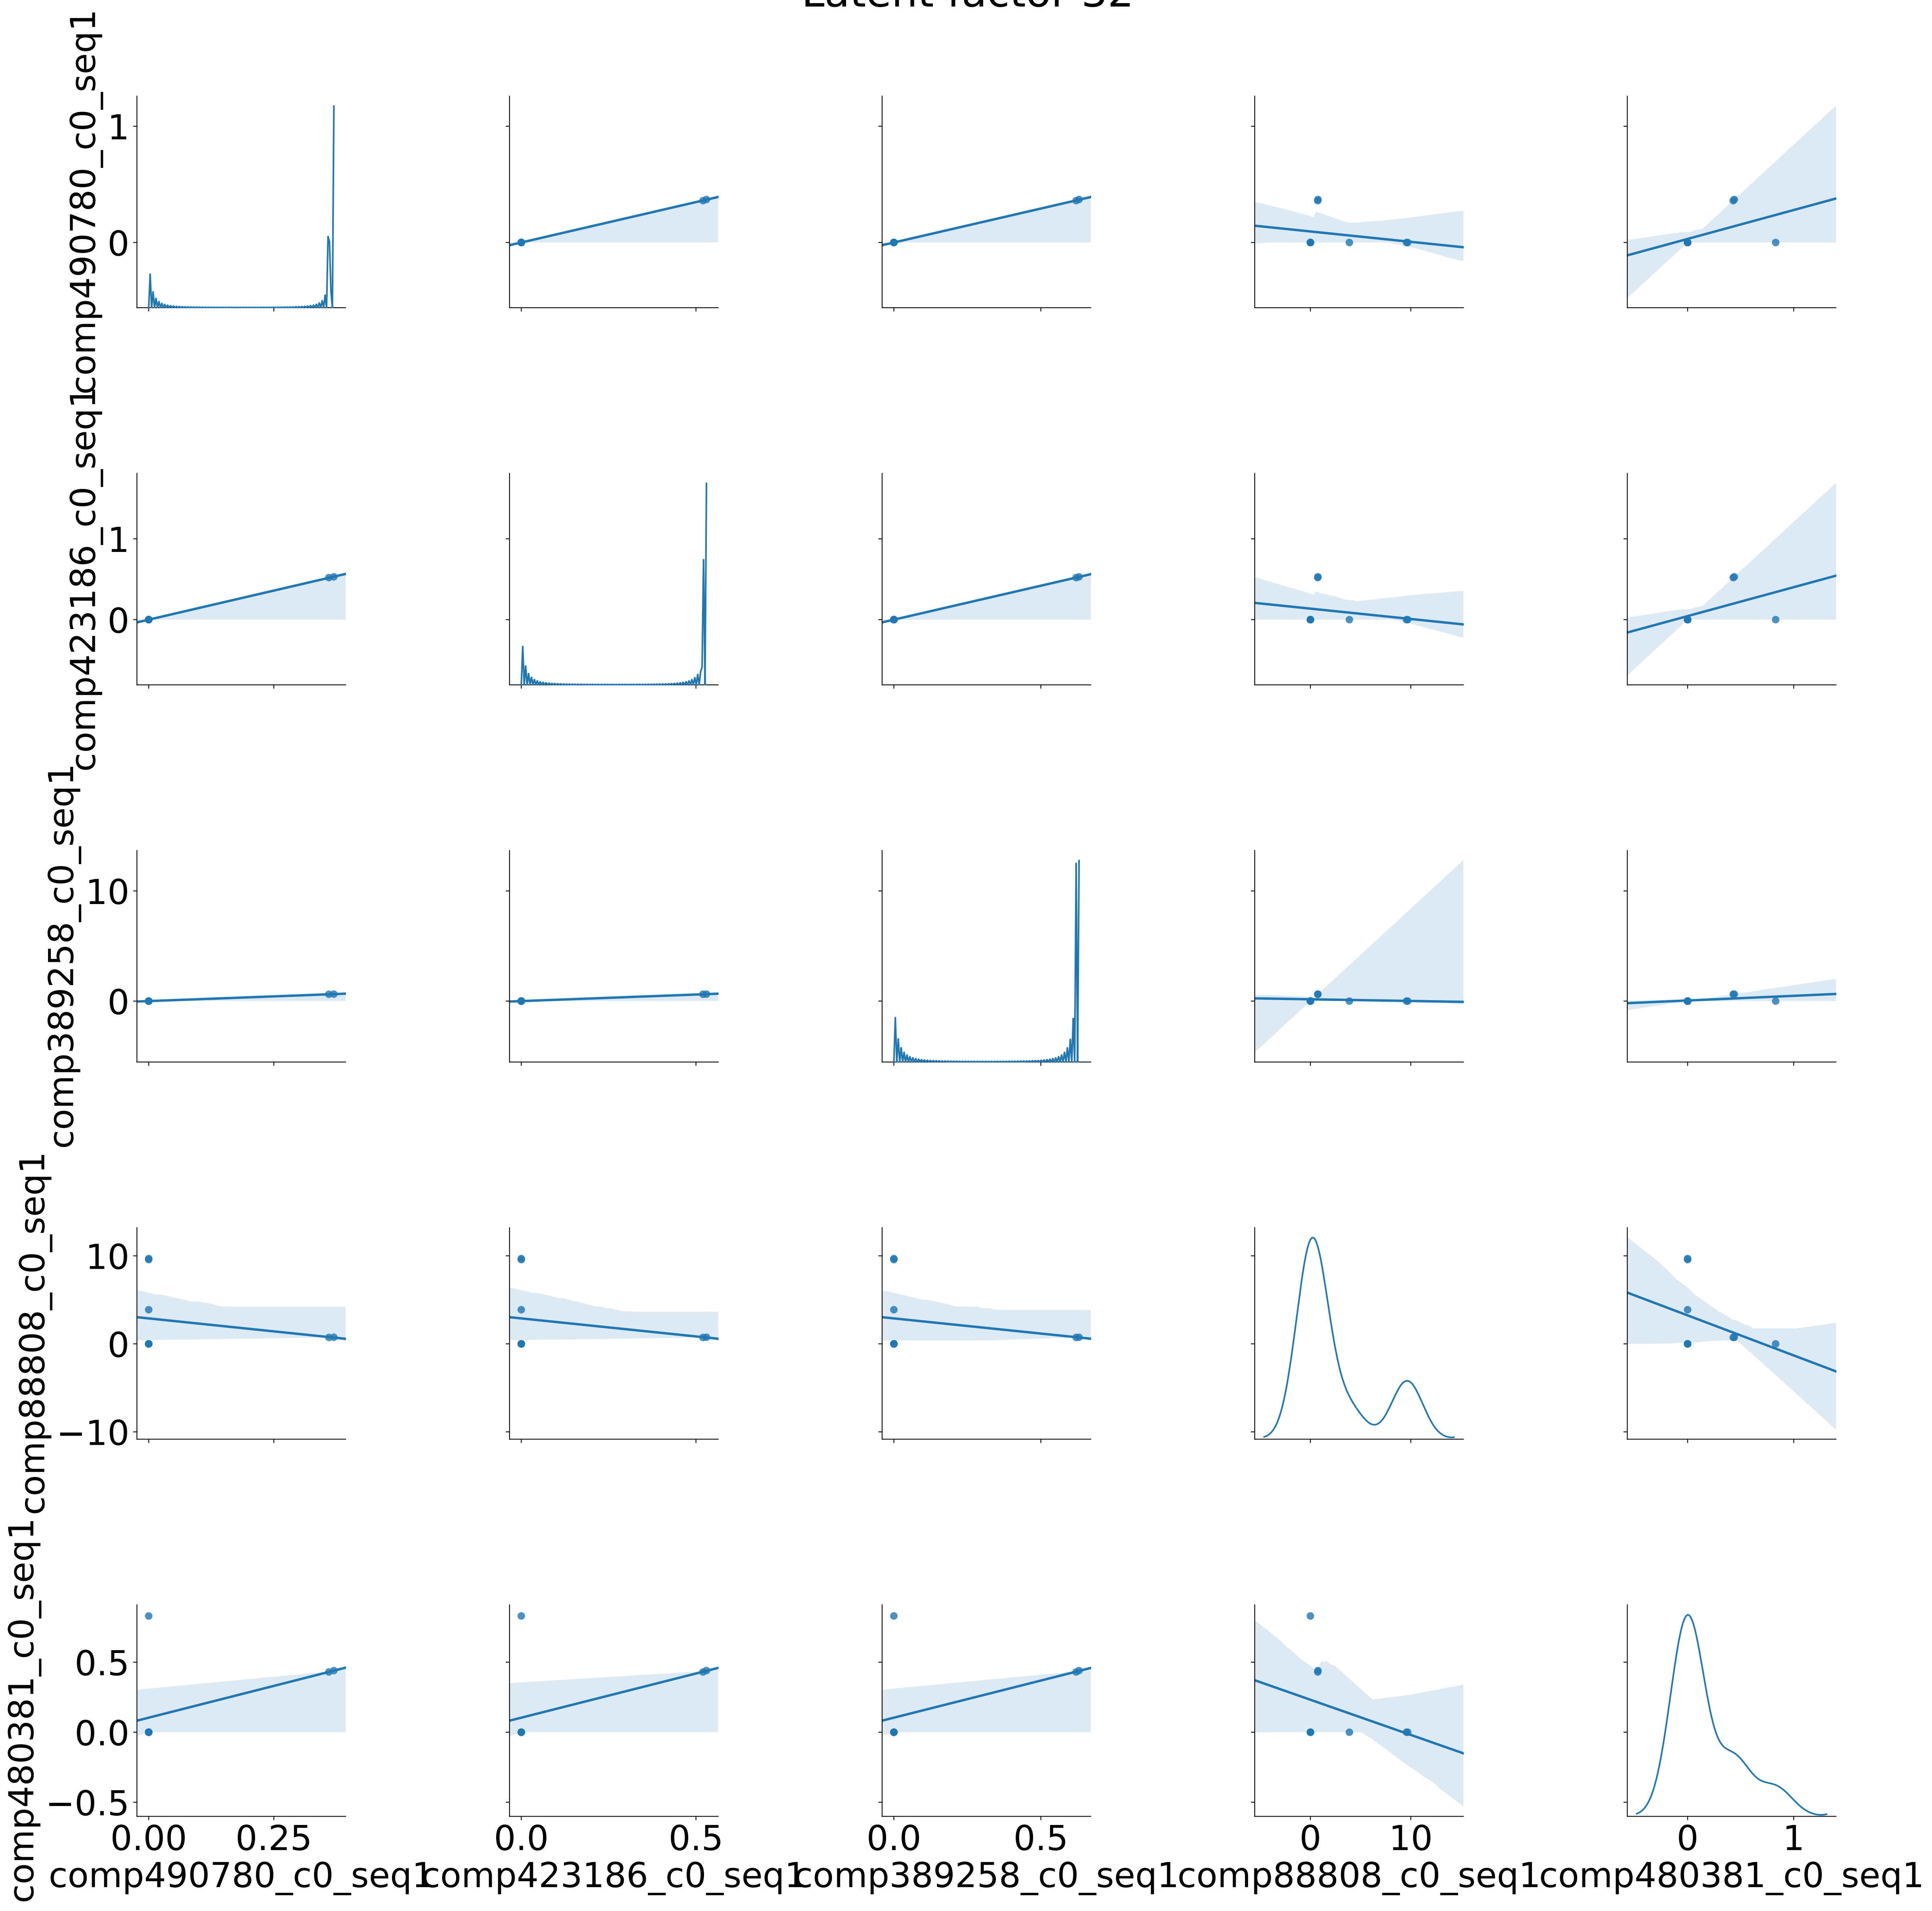 Latent factor 32
comp490780_c0_seq1
1
0
comp423186_c0_seq1
1
0
comp389258_c0_seq1
10
0
comp88808_c0_seq1
10
0
−10
comp480381_c0_seq1
0.5
0.0
−0.5
0.00 0.25 0.0 0.5 0.0 0.5 0 10 0 1
comp490780_c0_seq1 comp423186_c0_seq1 comp389258_c0_seq1 comp88808_c0_seq1 comp480381_c0_seq1